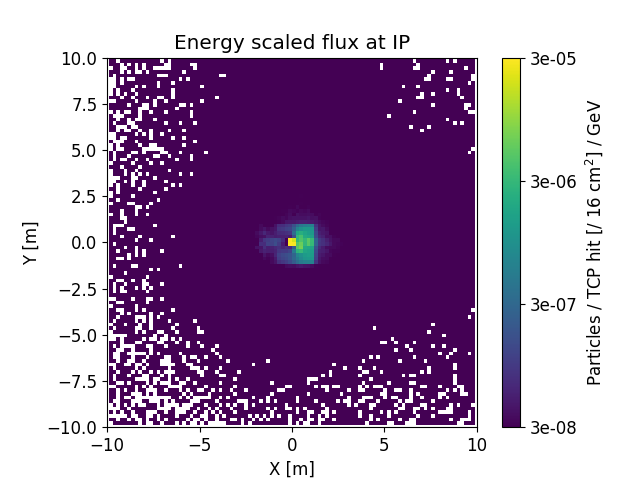 Energy scaled flux at IP
10.0
7.5
5.0
2.5
0.0
−2.5
−5.0
−7.5
−10.0
Y [m]
−10
−5
0
5
10
X [m]
3e-05
3e-06
3e-07
3e-08
Particles / TCP hit [/ 16 cm²] / GeV